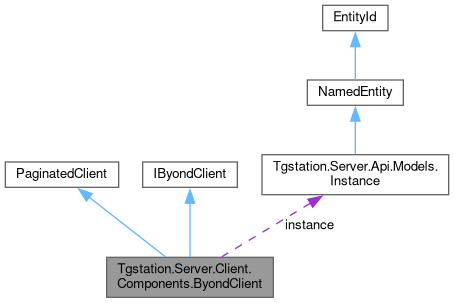 EntityId
NamedEntity
PaginatedClient
IByondClient
Tgstation.Server.Api.Models.
Instance
instance
Tgstation.Server.Client.
Components.ByondClient